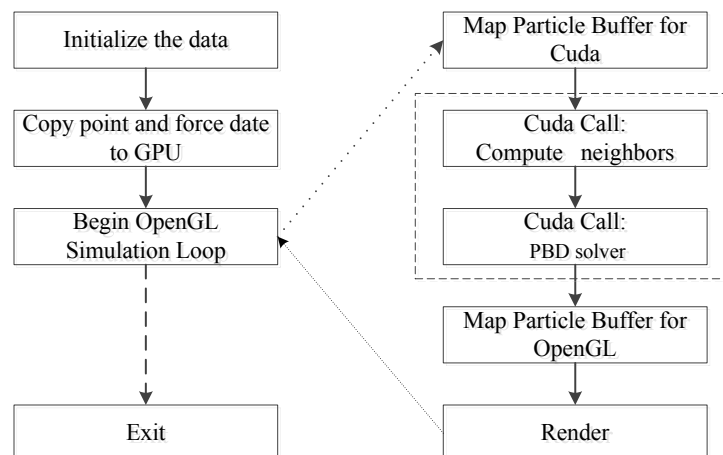 Initialize the data
Copy point and force date
to GPU
Begin OpenGL
Simulation Loop
Exit
Map Particle Buffer for
Cuda
Cuda Call:
Compute neighbors
Cuda Call:
PBD solver
Map Particle Buffer for
OpenGL
Render